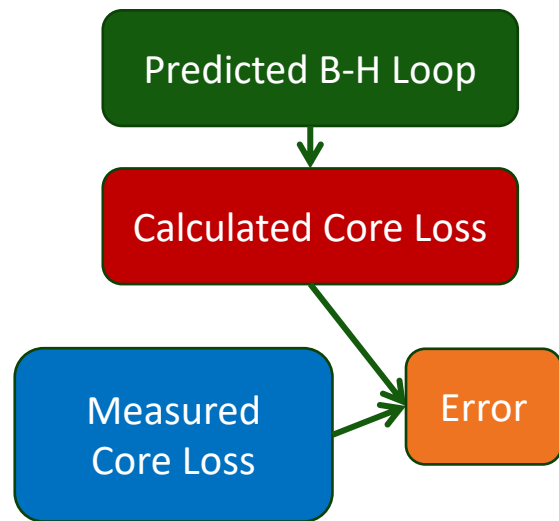 Predicted B-H Loop
Calculated Core Loss
Measured
Core Loss
Error